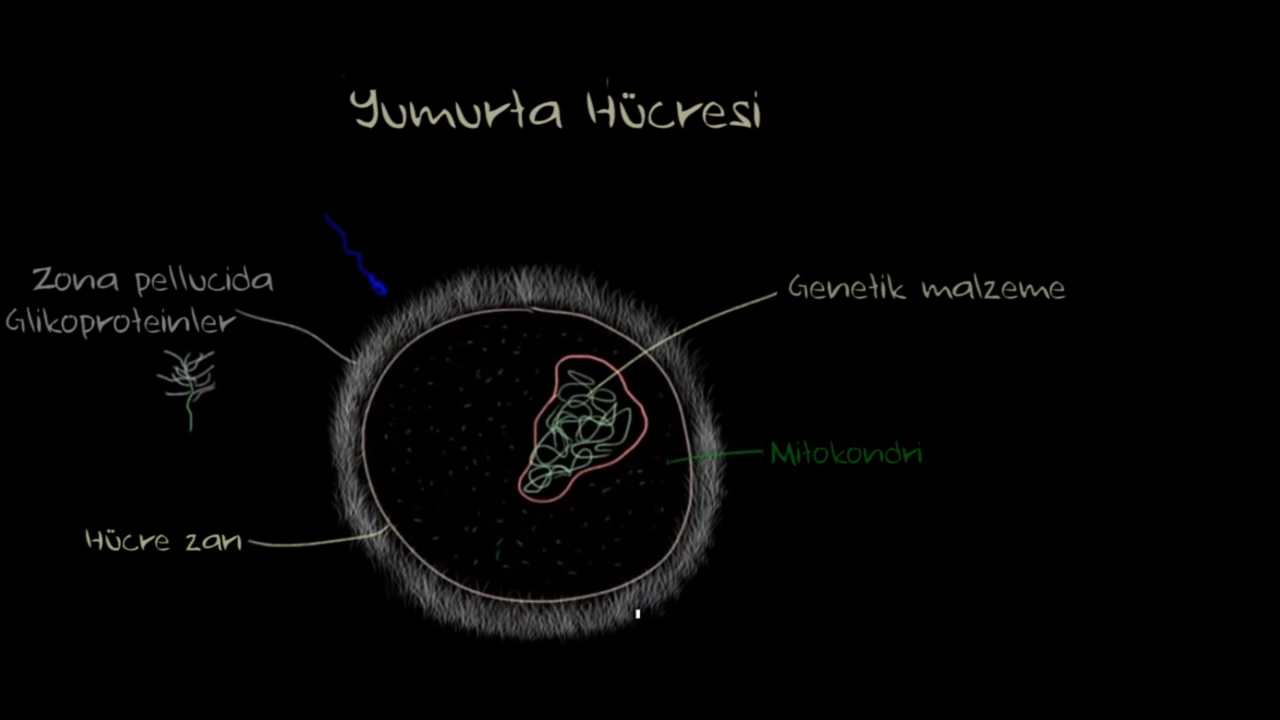 Yumurta Hücresi
Zona pellucida
Glikoproteinler
Genetik malzeme
Mitokondri
Hücre zarı